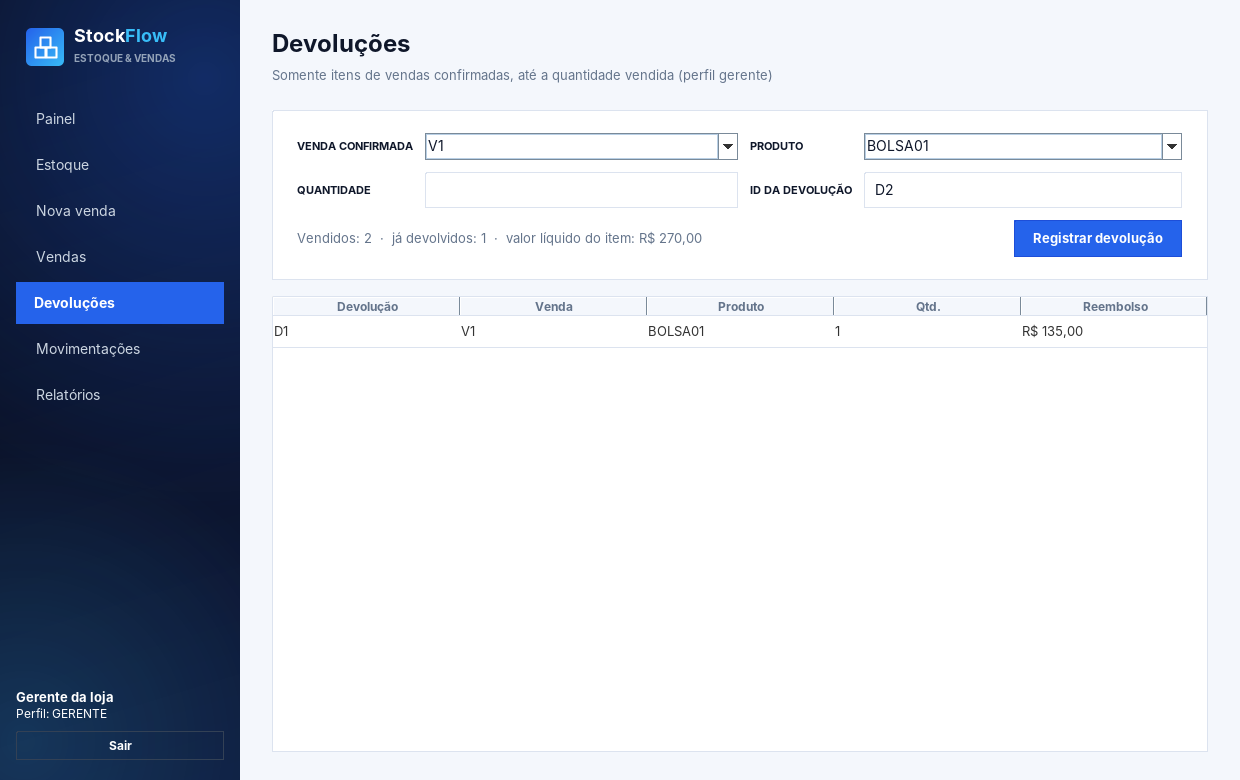 StockFlow
ESTOQUE & VENDAS
Painel
Estoque
Nova venda
Vendas
Devoluções
Movimentações
Relatórios
Gerente da loja
Perfil: GERENTE
Sair
Devoluções
Somente itens de vendas confirmadas, até a quantidade vendida (perfil gerente)
VENDA CONFIRMADA V1 PRODUTO BOLSA01
QUANTIDADE ID DA DEVOLUÇÃO D2
Vendidos: 2 · já devolvidos: 1 · valor líquido do item: R$ 270,00 Registrar devolução
Devolução Venda Produto Qtd. Reembolso
D1 V1 BOLSA01 1 R$ 135,00